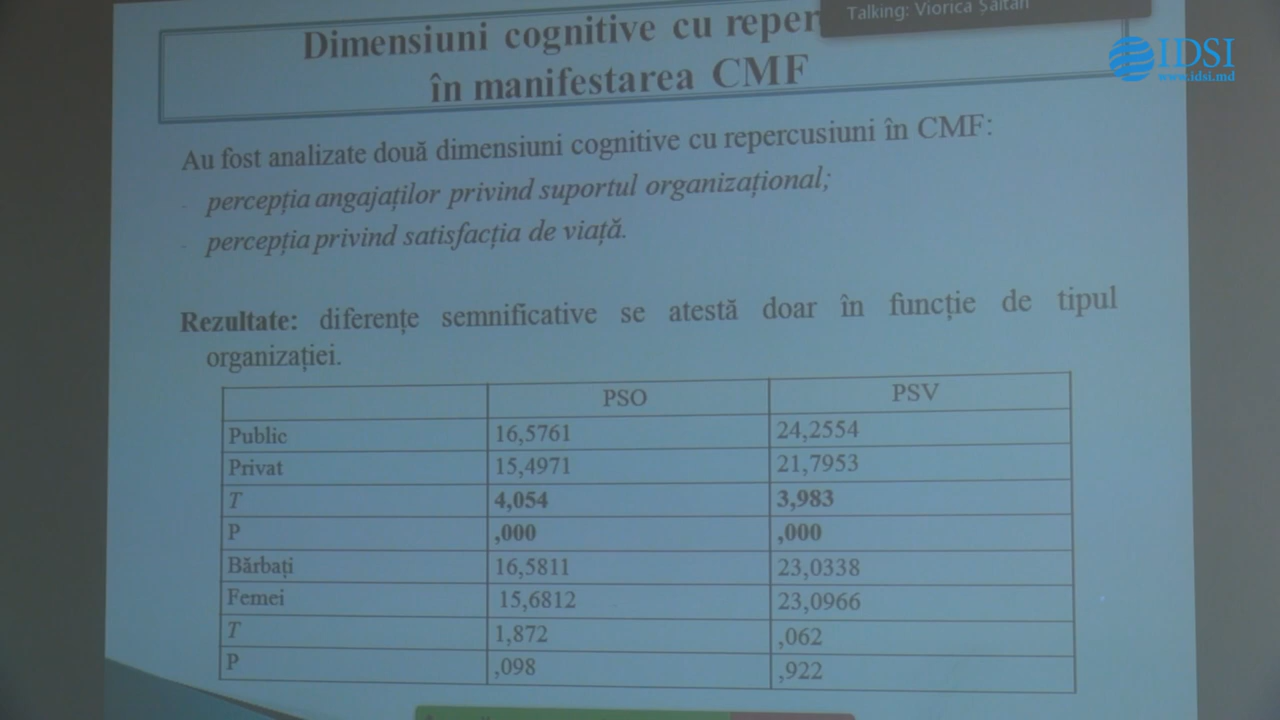 Talking: Viorica Șaltan
IDSI
www.idsi.md
Dimensiuni cognitive cu
în manifestarea CMF
Au fost analizate două dimensiuni cognitive cu repercusiuni în CMF:
- percepția angajaților privind suportul organizațional;
- percepția privind satisfacția de viață.
Rezultate: diferențe semnificative se atestă doar în funcție de tipul
organizației.
PSO PSV
Public 16,5761 24,2554
Privat 15,4971 21,7953
T 4,054 3,983
P ,000 ,000
Bărbați 16,5811 23,0338
Femei 15,6812 23,0966
T 1,872 ,062
P ,098 ,922